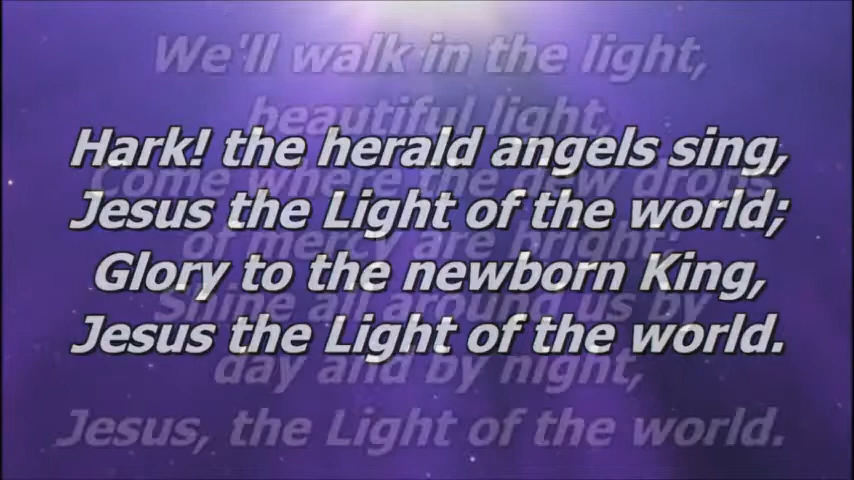 We'll walk in the light,
beautiful light,
Hark! the herald angels sing,
Come where the dew drops
Jesus the Light of the world;
of mercy are bright;
Glory to the newborn King,
Shine all around us by
Jesus the Light of the world.
day and by night,
Jesus, the Light of the world.